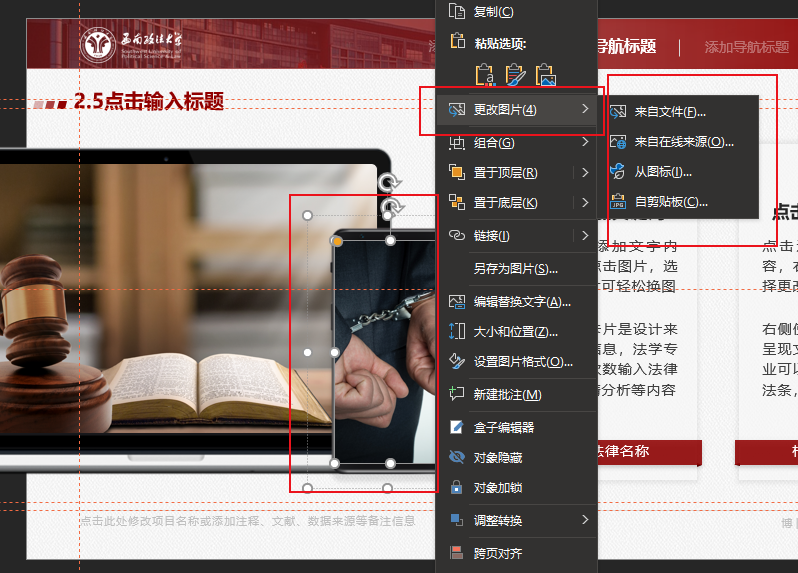 西南政法大学
Southwest University of
Political Science & Law
导航标题
添加导航标题
2.5点击输入标题
复制(C)
粘贴选项:
更改图片(4)
组合(G)
置于顶层(R)
置于底层(K)
链接(I)
另存为图片(S)...
编辑替换文字(A)...
大小和位置(Z)...
设置图片格式(O)...
新建批注(M)
盒子编辑器
对象隐藏
对象加锁
调整转换
跨页对齐
来自文件(F)...
来自在线来源(O)...
从图标(I)...
自剪贴板(C)...
JPG
添加文字内
点击图片，选
可轻松换图
片是设计来
信息，法学专
次数输入法律
分析等内容
法律名称
点击
容，
择更改
右侧
呈现
业可以
法条，
点击此处修改项目名称或添加注释、文献、数据来源等备注信息
博